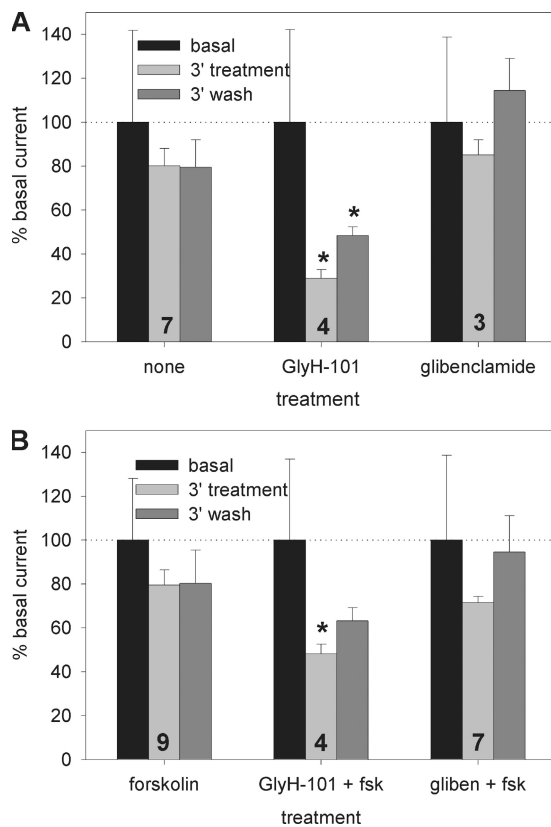 A
140
120
100
80
60
40
20
0
% basal current
basal
3' treatment
3' wash
* *
7 4 3
none GlyH-101 glibenclamide
treatment
B
140
120
100
80
60
40
20
0
% basal current
basal
3' treatment
3' wash
*
9 4 7
forskolin GlyH-101 + fsk gliben + fsk
treatment